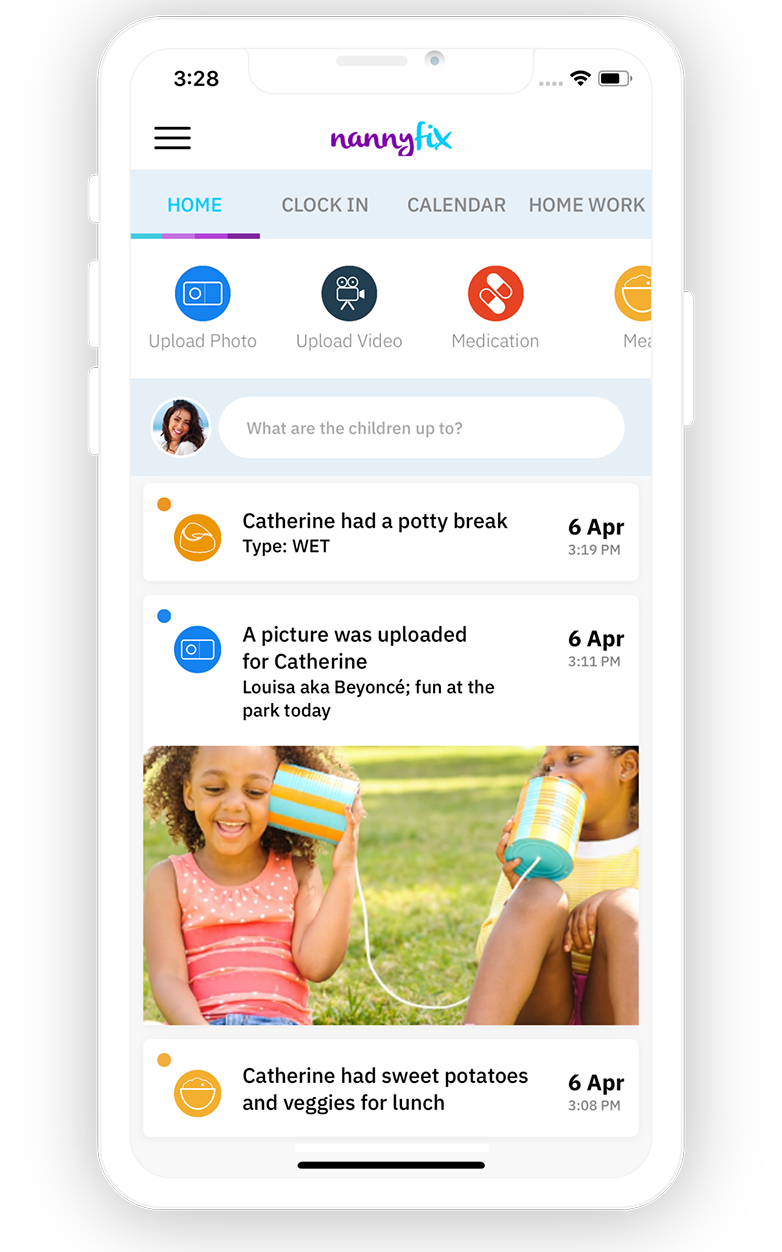 3:28
nannyfix
HOME CLOCK IN CALENDAR HOME WORK
Upload Photo Upload Video Medication Mea
What are the children up to?
Catherine had a potty break
Type: WET
6 Apr
3:19 PM
A picture was uploaded
for Catherine
Louisa aka Beyoncé; fun at the
park today
6 Apr
3:11 PM
Catherine had sweet potatoes
and veggies for lunch
6 Apr
3:08 PM